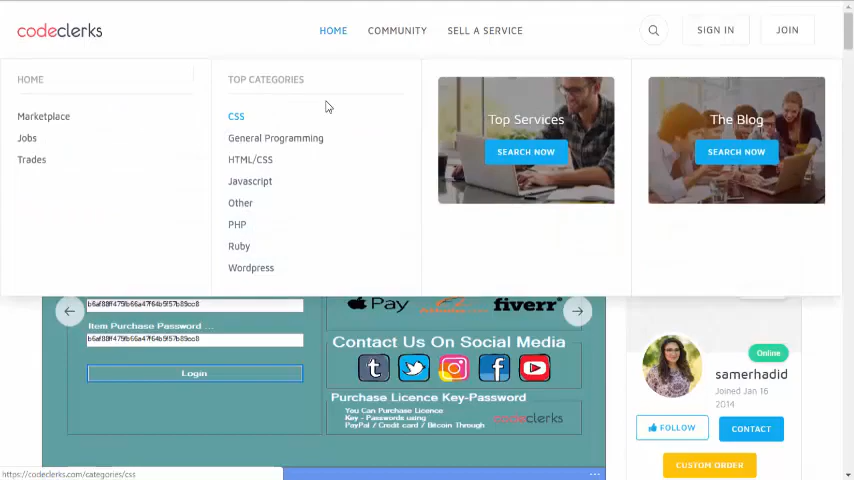 codeclerks
HOME
COMMUNITY
SELL A SERVICE
SIGN IN
JOIN
HOME
Marketplace
Jobs
Trades
TOP CATEGORIES
CSS
General Programming
HTML/CSS
Javascript
Other
PHP
Ruby
Wordpress
Top Services
SEARCH NOW
The Blog
SEARCH NOW
Item Purchase Password ...
Login
Pay
fiverr
Contact Us On Social Media
Purchase Licence Key-Password
You Can Purchase Licence
Key - Passwords using
PayPal / Credit card / Bitcoin Through
codeclerks
Online
samerhadid
Joined Jan 16
2014
FOLLOW
CONTACT
CUSTOM ORDER
https://codeclerks.com/categories/css